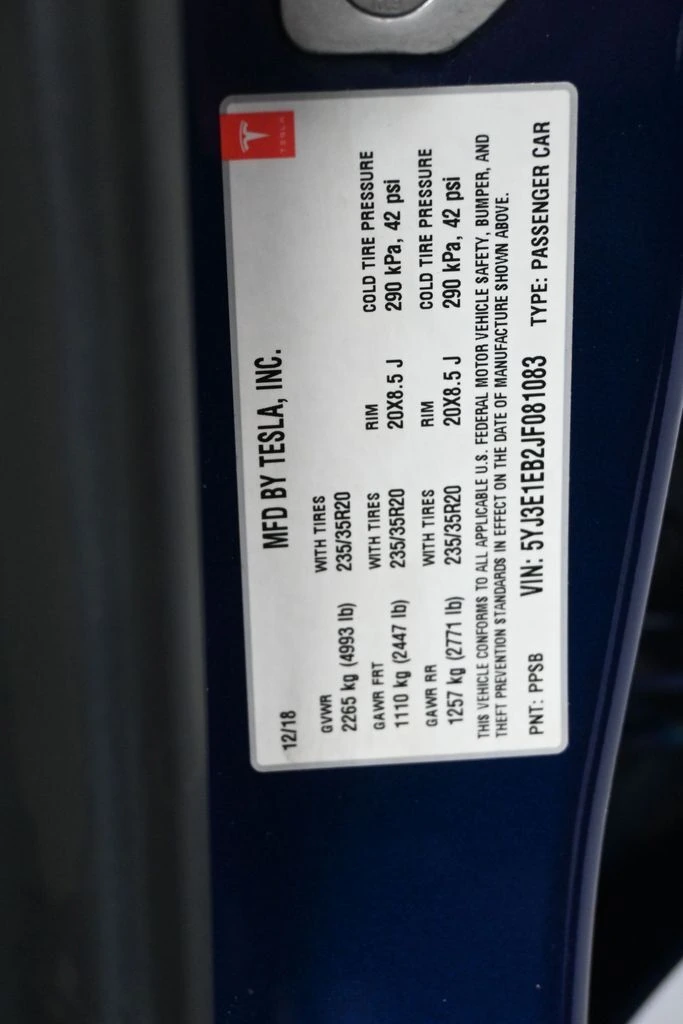 TESLA
12/18 MFD BY TESLA, INC.
GVWR WITH TIRES
2265 kg (4993 lb) 235/35R20
GAWR FRT WITH TIRES RIM COLD TIRE PRESSURE
1110 kg (2447 lb) 235/35R20 20X8.5 J 290 kPa, 42 psi
GAWR RR WITH TIRES RIM COLD TIRE PRESSURE
1257 kg (2771 lb) 235/35R20 20X8.5 J 290 kPa, 42 psi
THIS VEHICLE CONFORMS TO ALL APPLICABLE U.S. FEDERAL MOTOR VEHICLE SAFETY, BUMPER, AND
THEFT PREVENTION STANDARDS IN EFFECT ON THE DATE OF MANUFACTURE SHOWN ABOVE.
PNT: PPSB VIN: 5YJ3E1EB2JF081083 TYPE: PASSENGER CAR